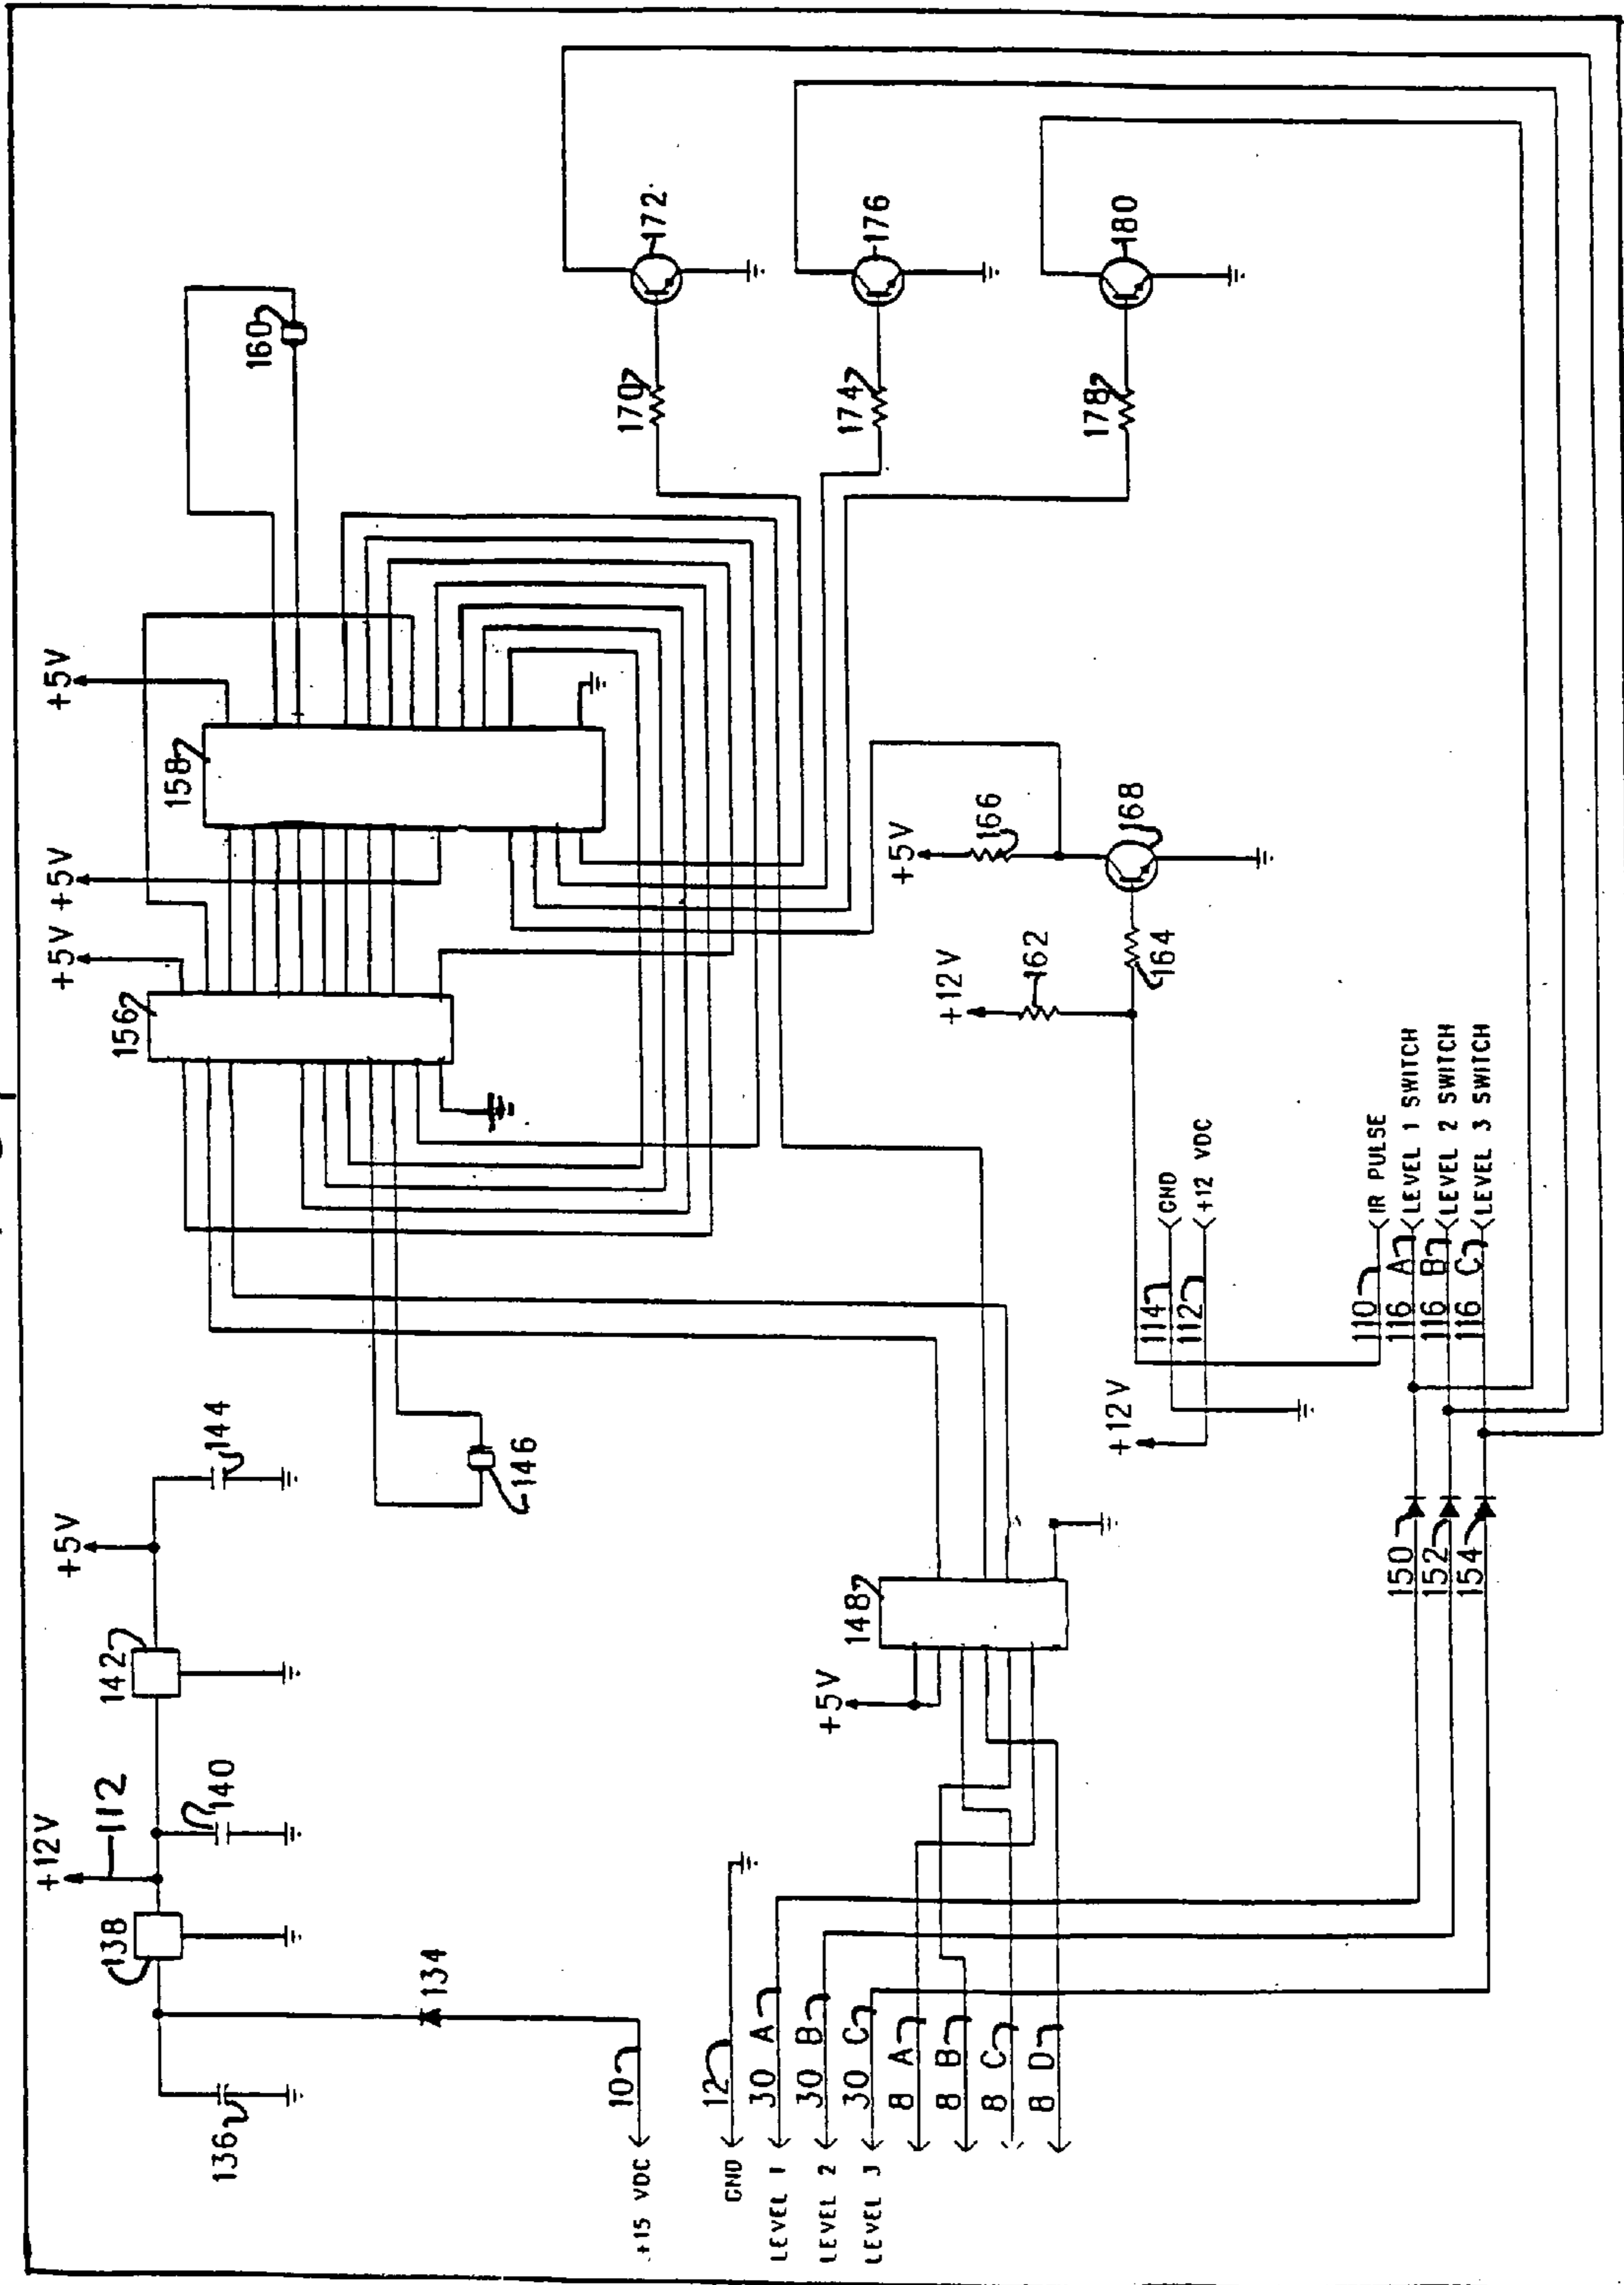 +5V
+5V
+5V
160
158
156
172
170
176
174
180
178
+5V
166
168
+12V
162
164
+12V
112
+5V
144
142
140
138
134
136
146
148
+5V
+12V
114
GND
112
+12 VDC
110
IR PULSE
116 A
LEVEL 1 SWITCH
116 B
LEVEL 2 SWITCH
116 C
LEVEL 3 SWITCH
150
152
154
+15 VDC
10
GND
12
LEVEL 1
30 A
LEVEL 2
30 B
LEVEL 3
30 C
8 A
8 B
8 C
8 D